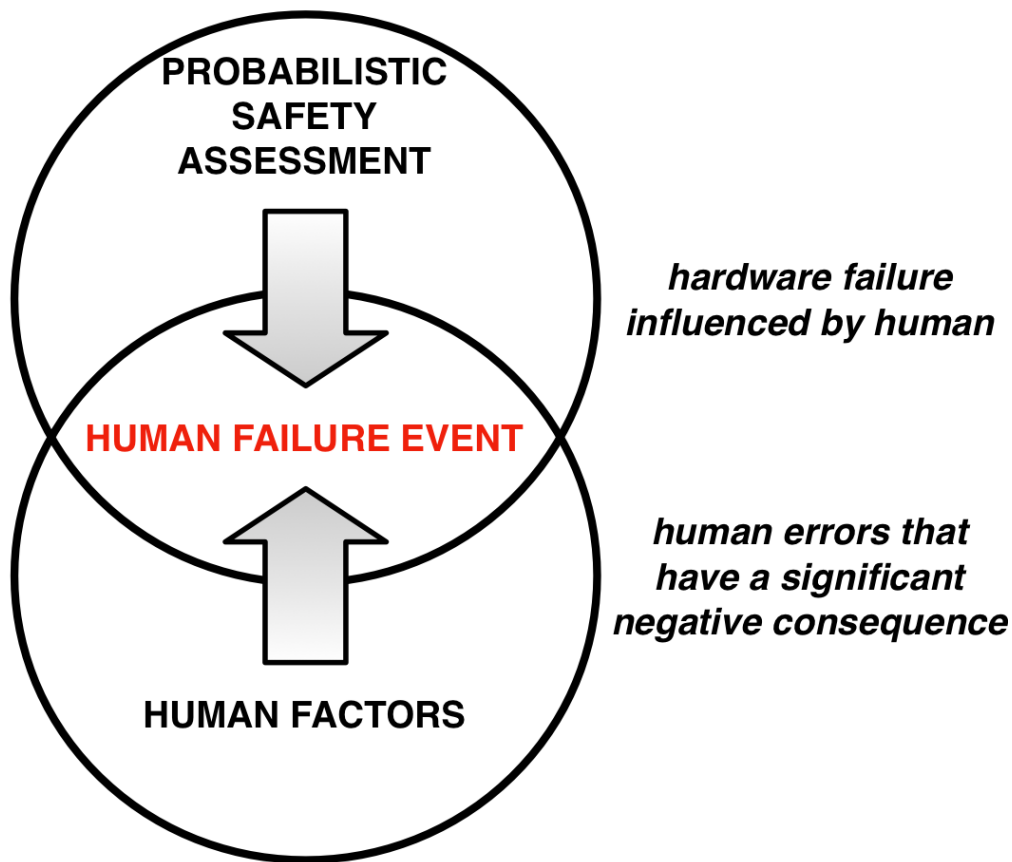 PROBABILISTIC
SAFETY
ASSESSMENT
hardware failure
influenced by human
HUMAN FAILURE EVENT
human errors that
have a significant
negative consequence
HUMAN FACTORS